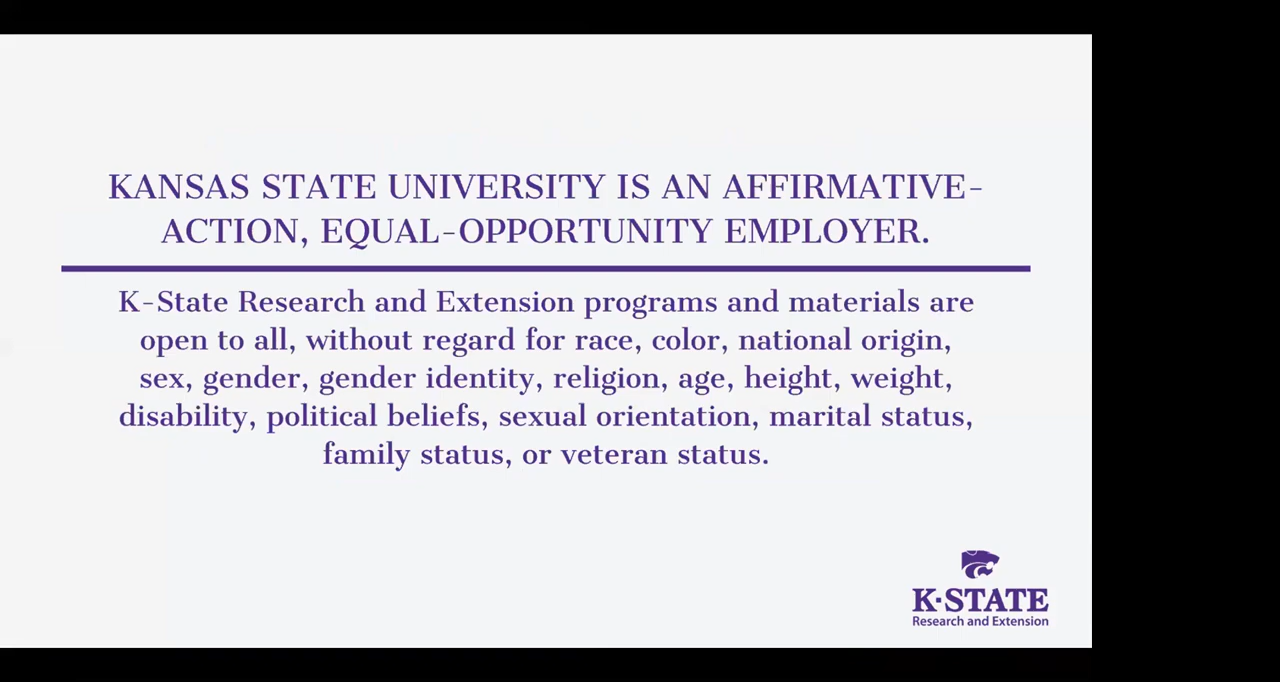 KANSAS STATE UNIVERSITY IS AN AFFIRMATIVE-
ACTION, EQUAL-OPPORTUNITY EMPLOYER.
K-State Research and Extension programs and materials are
open to all, without regard for race, color, national origin,
sex, gender, gender identity, religion, age, height, weight,
disability, political beliefs, sexual orientation, marital status,
family status, or veteran status.
K·STATE
Research and Extension